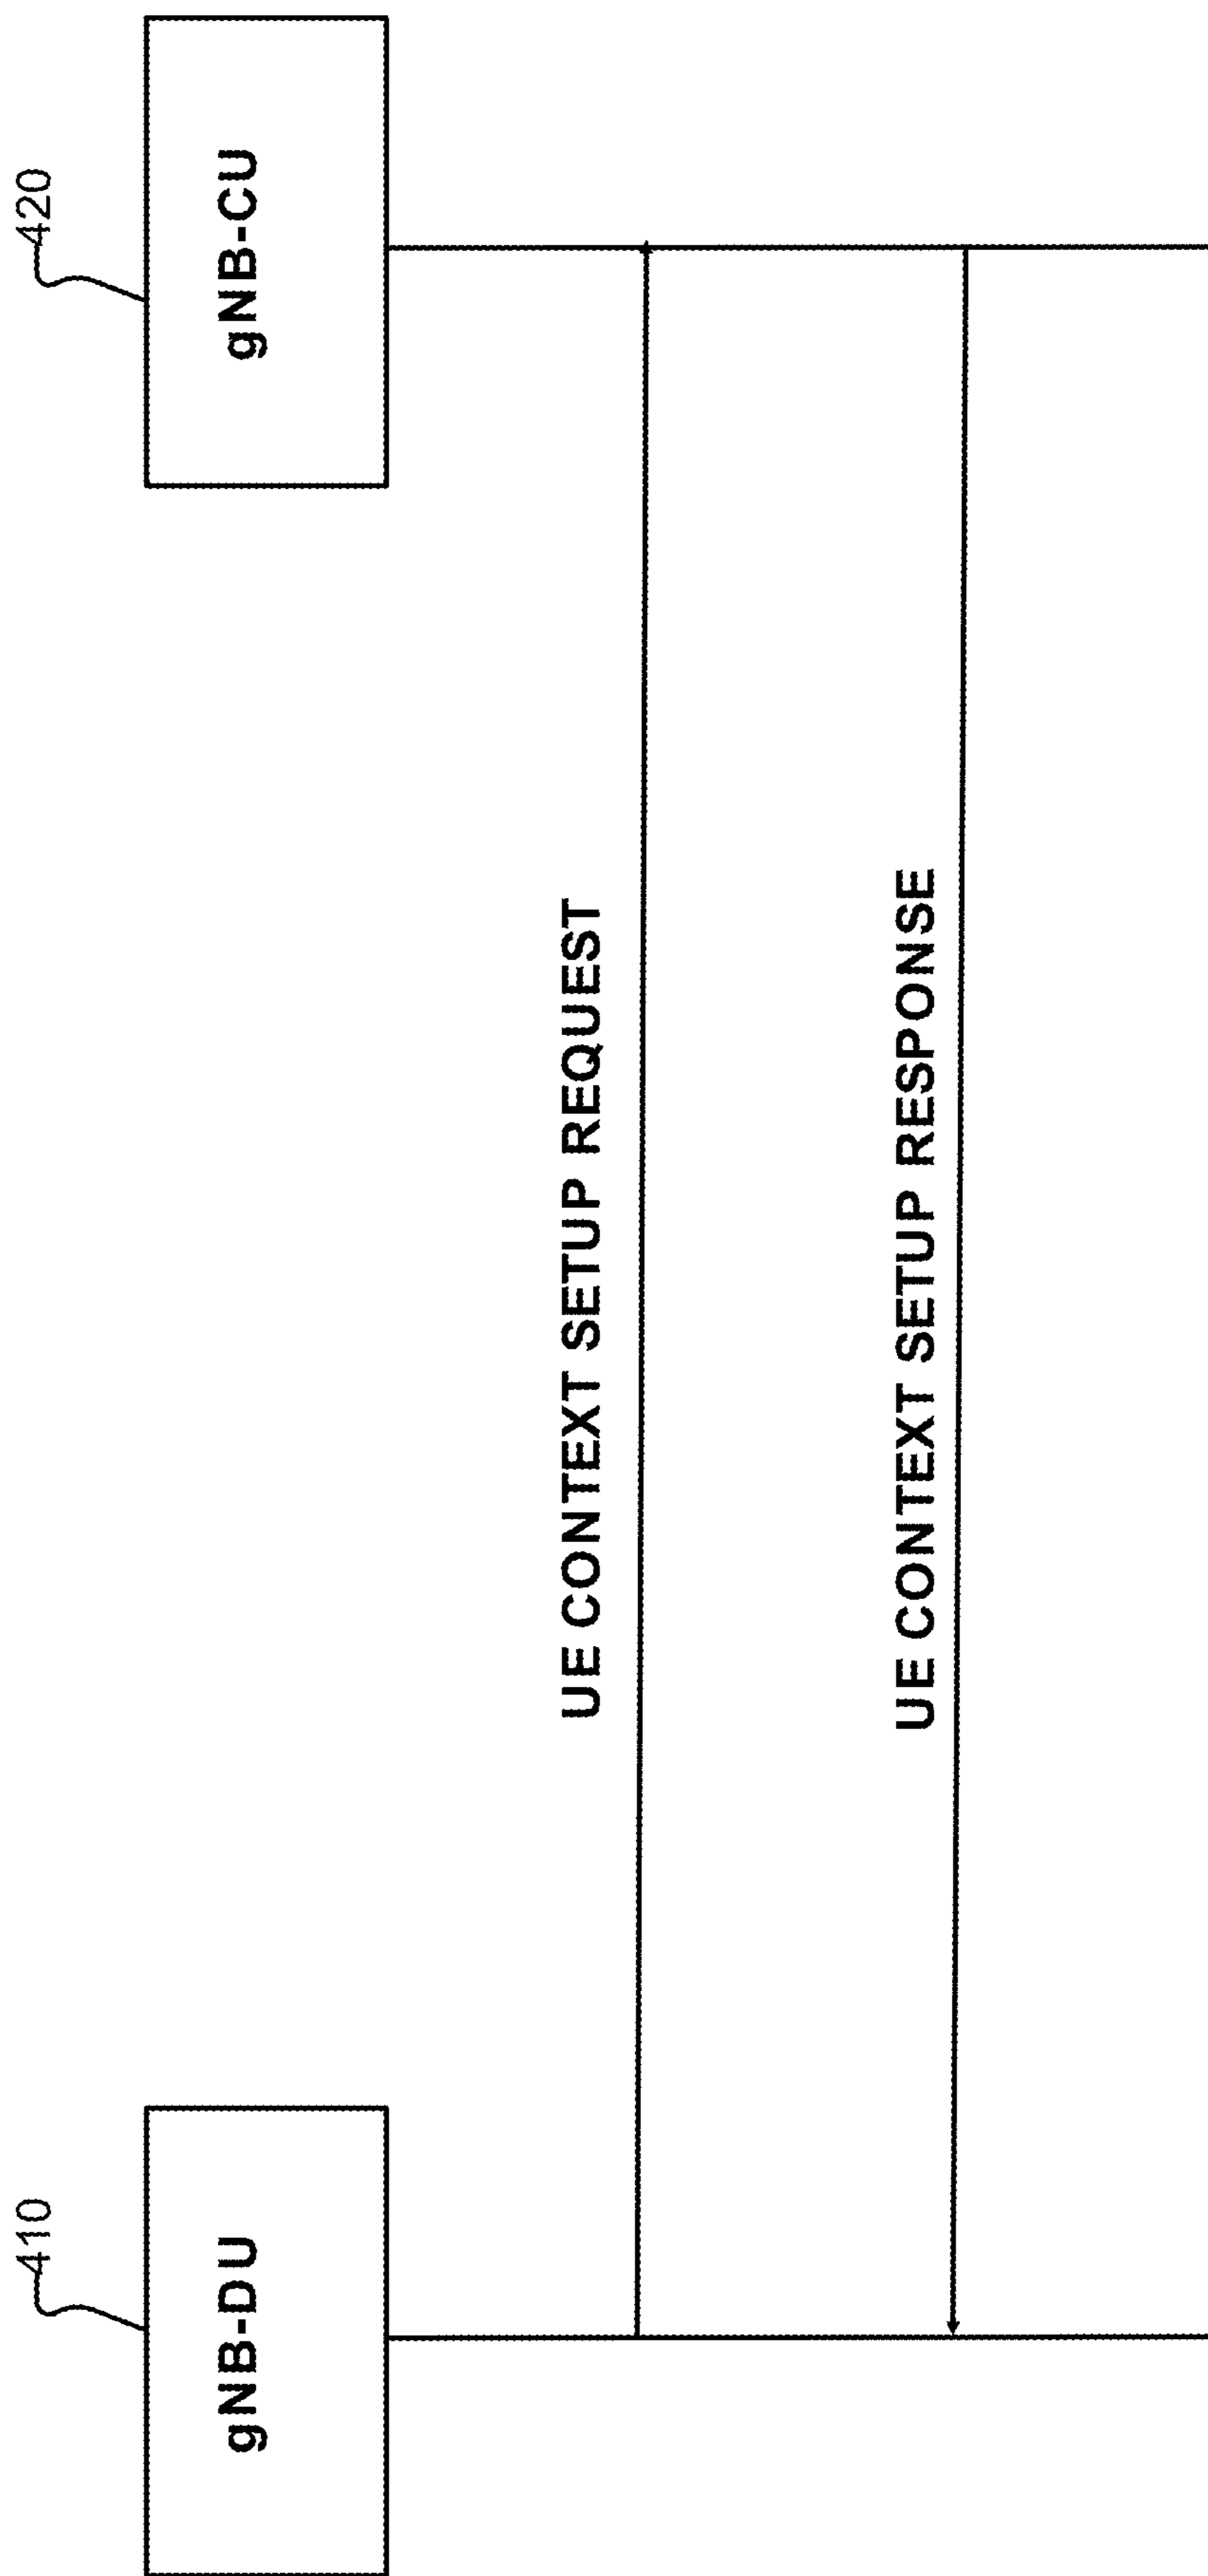 410
420
gNB-DU
gNB-CU
UE CONTEXT SETUP REQUEST
UE CONTEXT SETUP RESPONSE